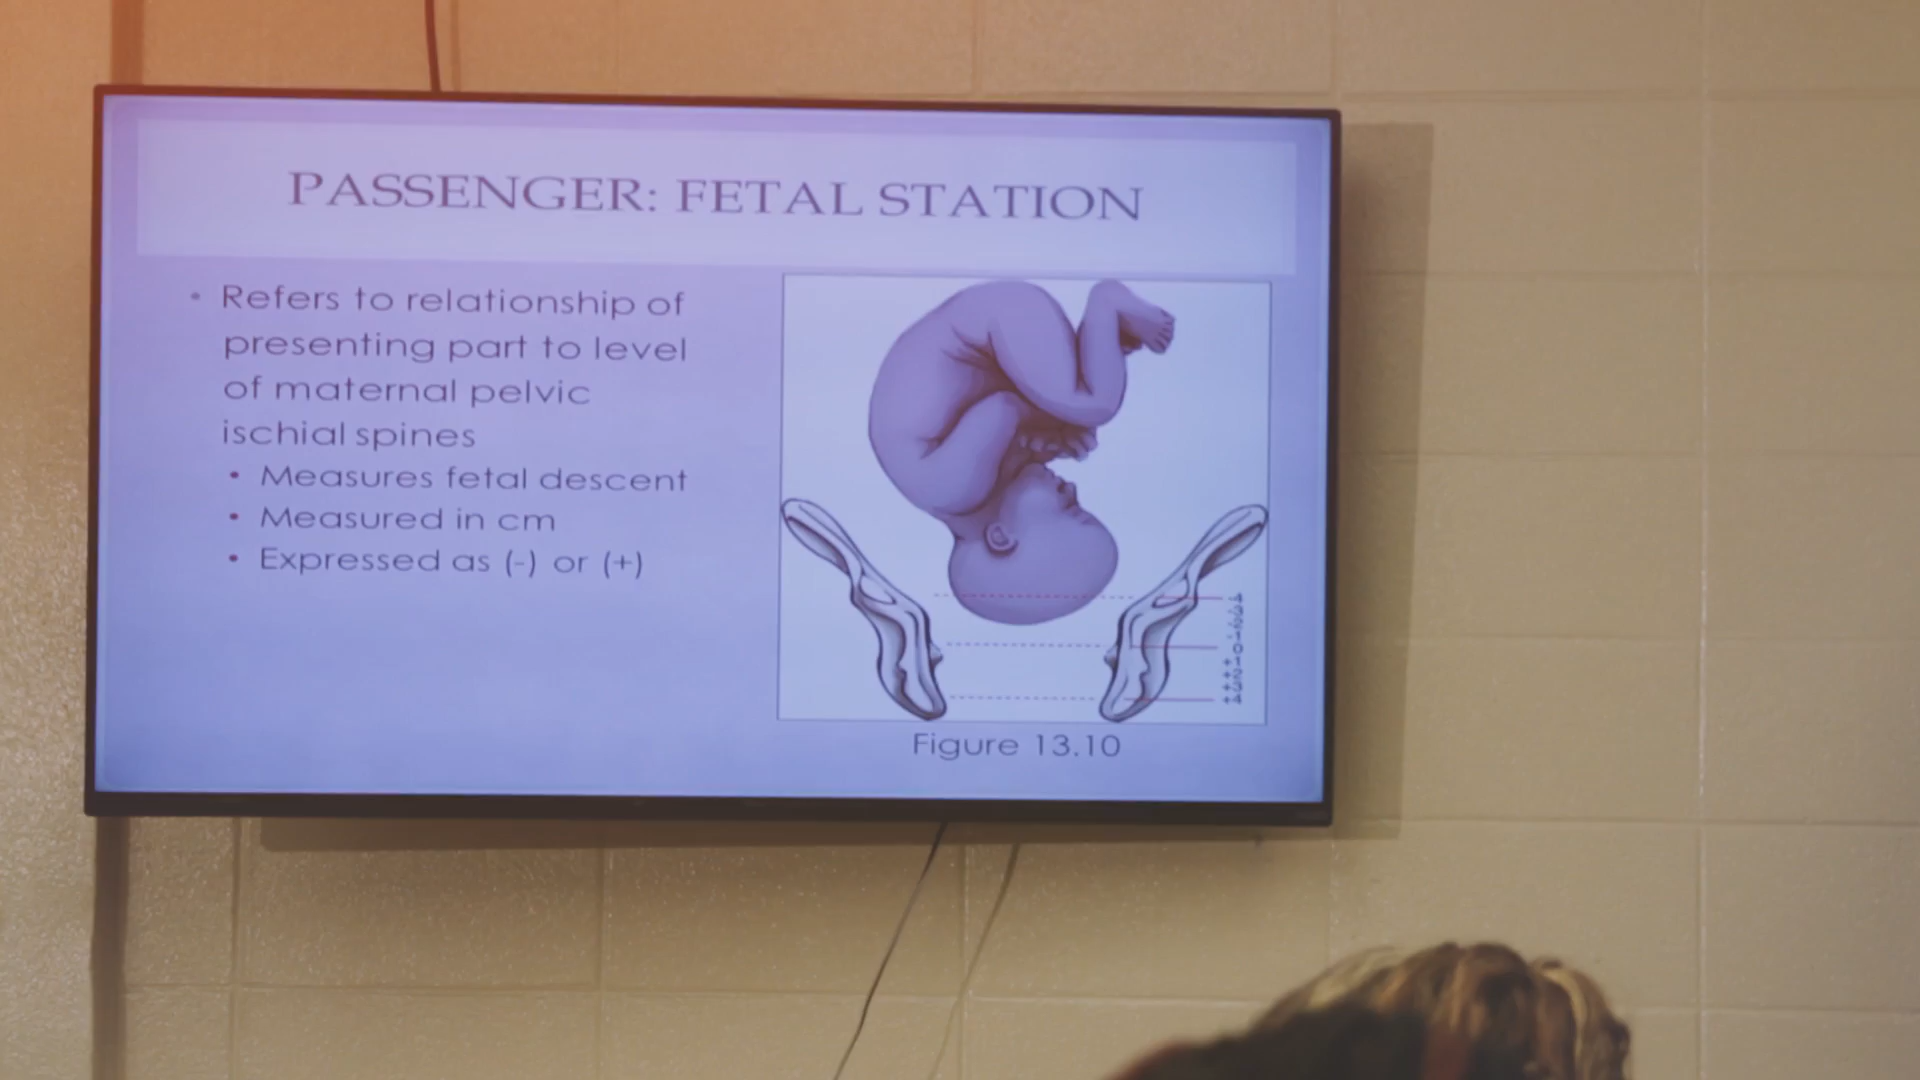 PASSENGER: FETAL STATION
• Refers to relationship of
presenting part to level
of maternal pelvic
ischial spines
• Measures fetal descent
• Measured in cm
• Expressed as (-) or (+)
Figure 13.10